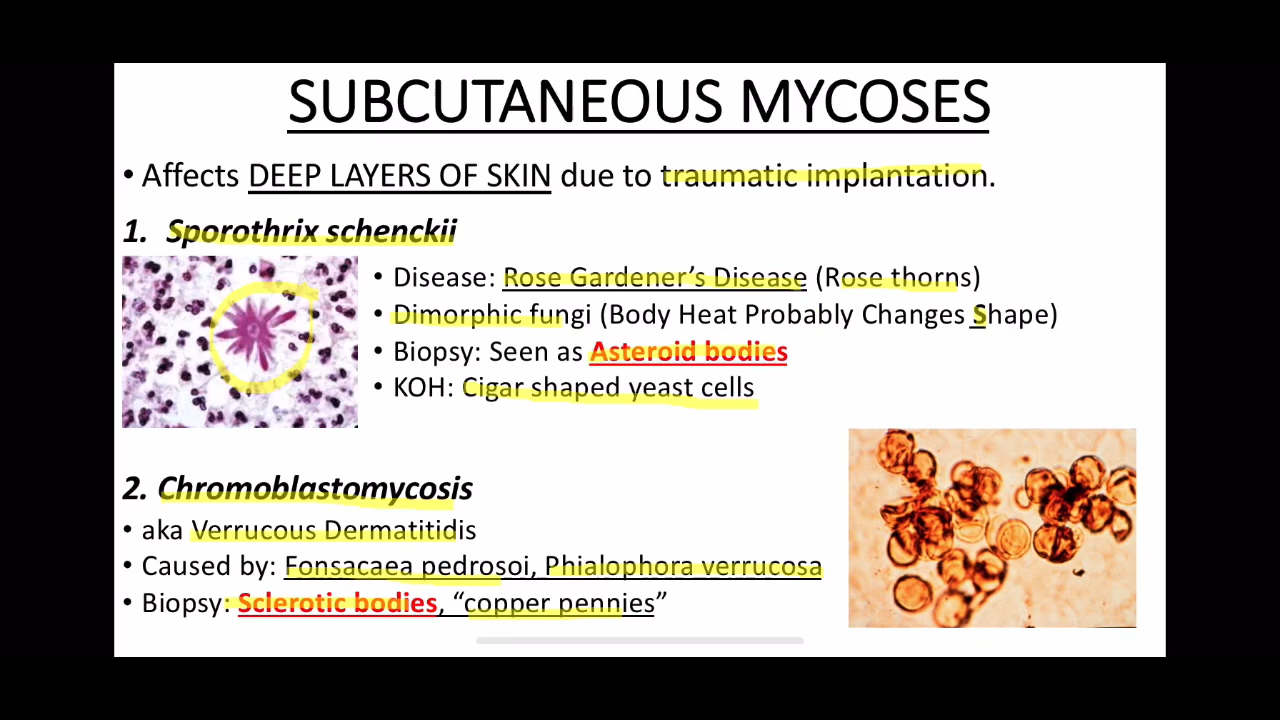 SUBCUTANEOUS MYCOSES
• Affects DEEP LAYERS OF SKIN due to traumatic implantation.
1. Sporothrix schenckii
• Disease: Rose Gardener’s Disease (Rose thorns)
• Dimorphic fungi (Body Heat Probably Changes Shape)
• Biopsy: Seen as Asteroid bodies
• KOH: Cigar shaped yeast cells
2. Chromoblastomycosis
• aka Verrucous Dermatitidis
• Caused by: Fonsacaea pedrosoi, Phialophora verrucosa
• Biopsy: Sclerotic bodies, “copper pennies”